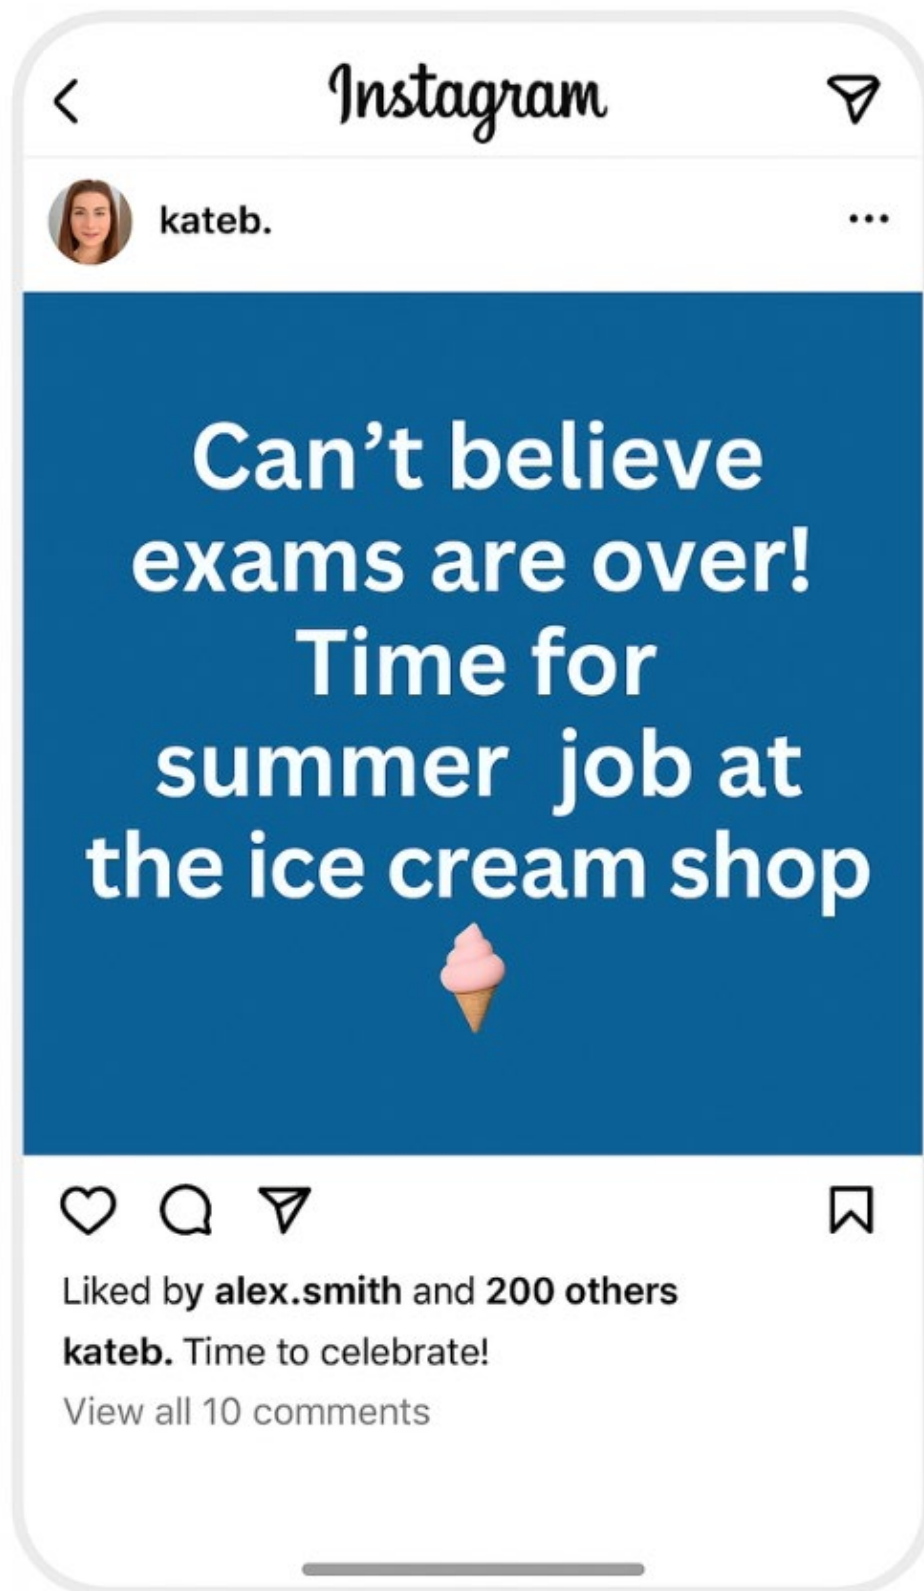 Instagram
kateb.
Can’t believe
exams are over!
Time for
summer  job at
the ice cream shop
🍦
Liked by alex.smith and 200 others
kateb. Time to celebrate!
View all 10 comments